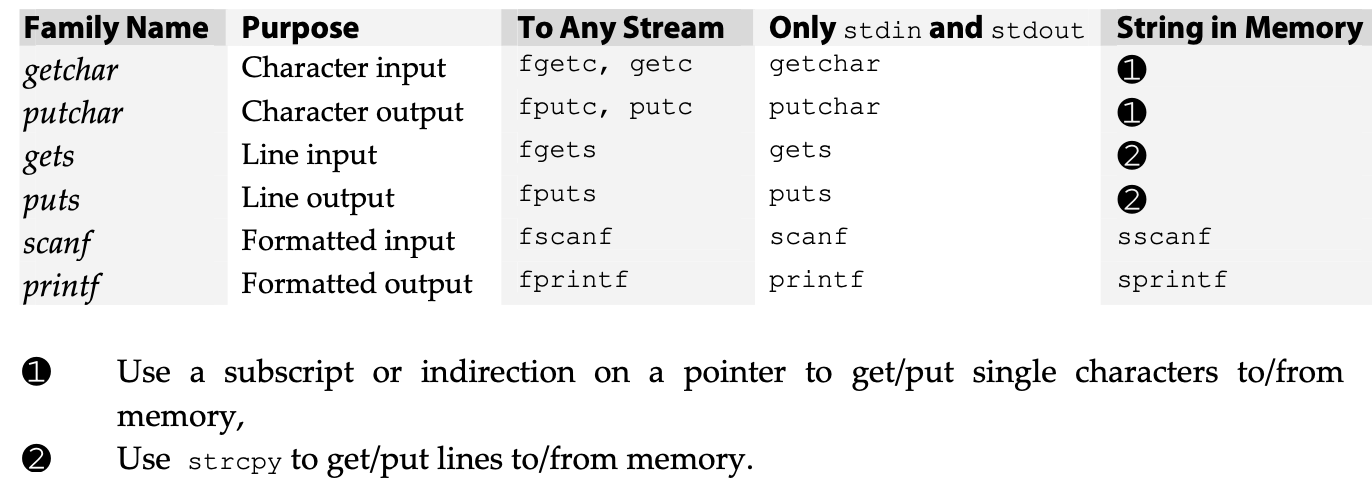 Family Name Purpose To Any Stream Only stdin and stdout String in Memory
getchar Character input fgetc, getc getchar ❶
putchar Character output fputc, putc putchar ❶
gets Line input fgets gets ❷
puts Line output fputs puts ❷
scanf Formatted input fscanf scanf sscanf
printf Formatted output fprintf printf sprintf
❶ Use a subscript or indirection on a pointer to get/put single characters to/from
memory,
❷ Use strcpy to get/put lines to/from memory.